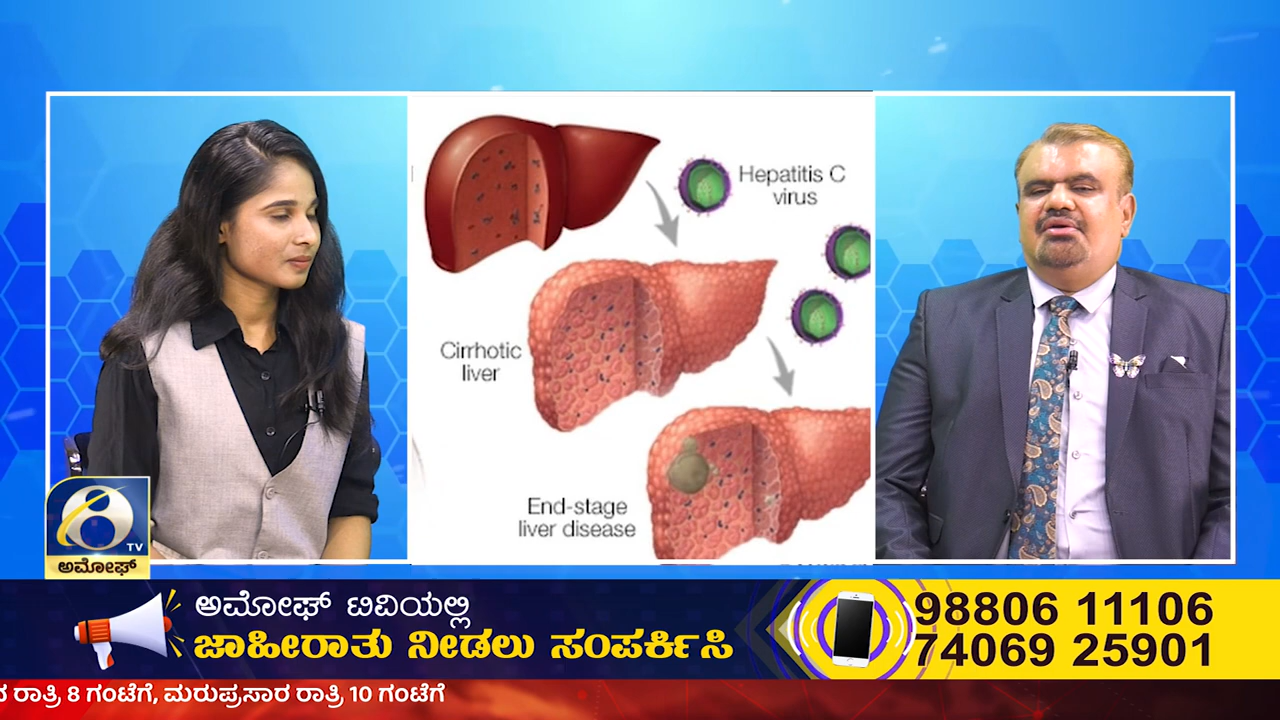 Hepatitis C
virus
Cirrhotic
liver
End-stage
liver disease
8
TV
ಅಮೋಘ್
ಅಮೋಘ್ ಟಿವಿಯಲ್ಲಿ
ಜಾಹೀರಾತು ನೀಡಲು ಸಂಪರ್ಕಿಸಿ
98806 11106
74069 25901
ರಾತ್ರಿ 8 ಗಂಟೆಗೆ, ಮರುಪ್ರಸಾರ ರಾತ್ರಿ 10 ಗಂಟೆಗೆ